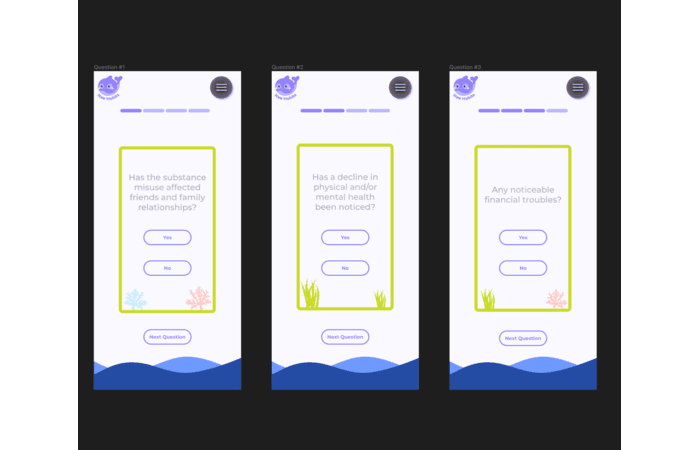 Question #1
Has the substance
misuse affected
friends and family
relationships?
Yes
No
Next Question
Question #2
Has a decline in
physical and/or
mental health
been noticed?
Yes
No
Next Question
Question #3
Any noticeable
financial troubles?
Yes
No
Next Question